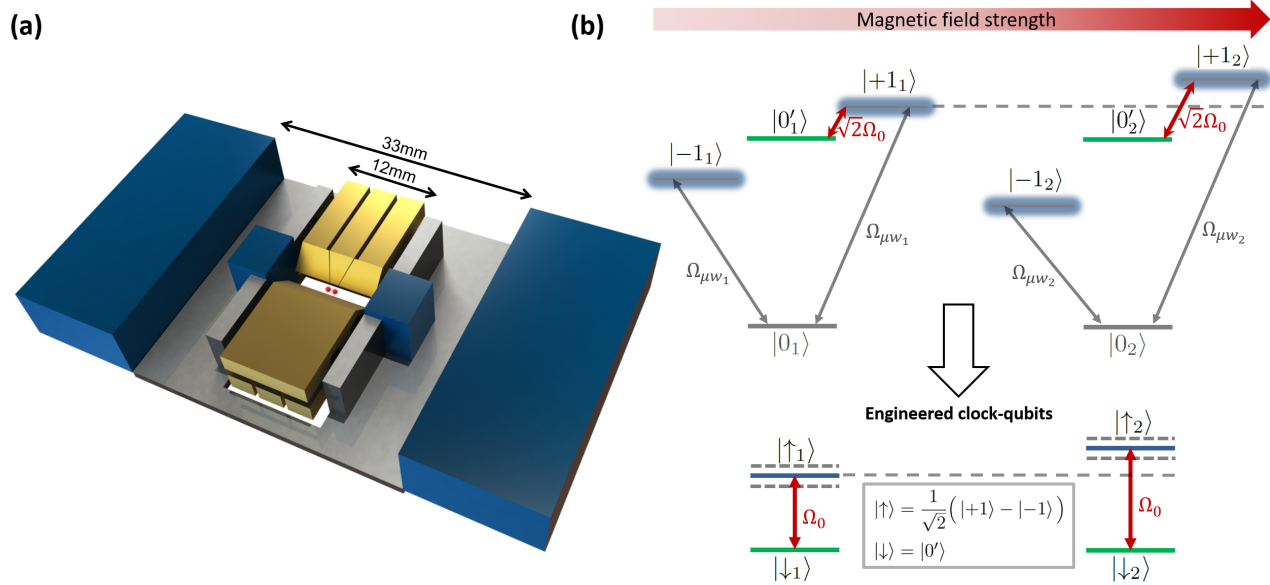 (a)
33mm
12mm
(b)
Magnetic field strength
|+1₁⟩
|+1₂⟩
|0′₁⟩
√2Ω₀
|0′₂⟩
√2Ω₀
|−1₁⟩
|−1₂⟩
Ω_μw₁
Ω_μw₁
Ω_μw₂
Ω_μw₂
|0₁⟩
|0₂⟩
Engineered clock-qubits
|↑₁⟩
|↑₂⟩
Ω₀
Ω₀
|↑⟩ = 1/√2 (|+1⟩ − |−1⟩)
|↓⟩ = |0′⟩
|↓₁⟩
|↓₂⟩